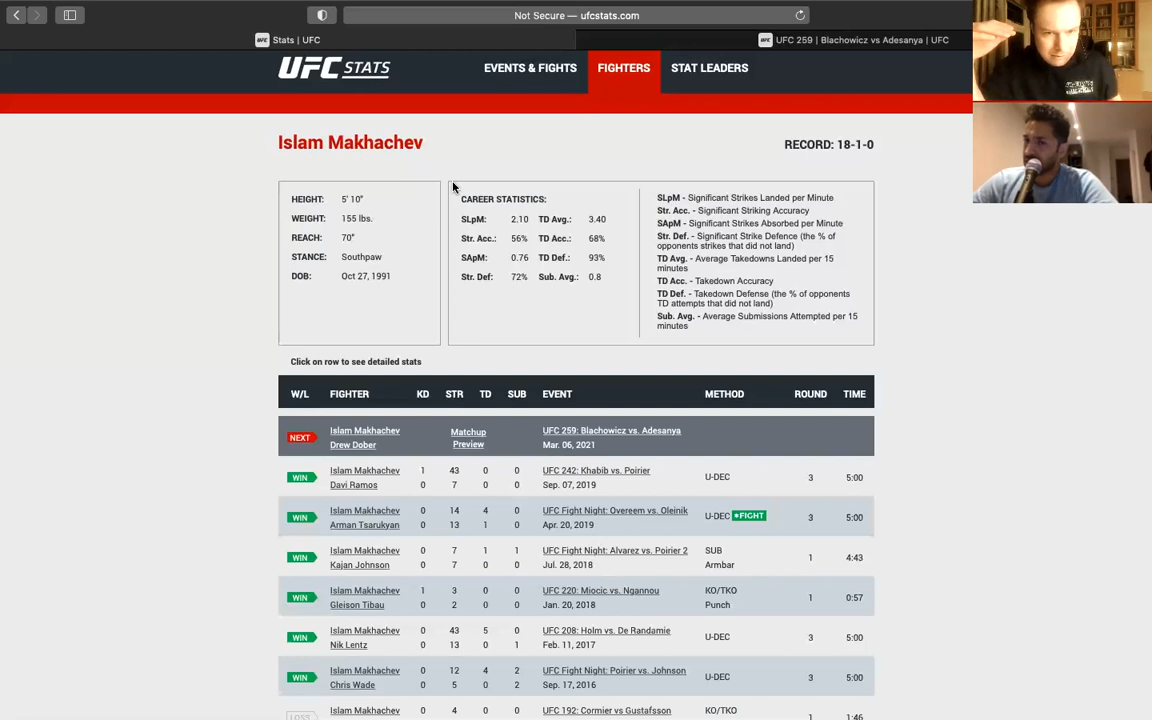 Not Secure — ufcstats.com
UFC Stats | UFC
UFC UFC 259 | Blachowicz vs Adesanya | UFC
UFC STATS
EVENTS & FIGHTS FIGHTERS STAT LEADERS
Islam Makhachev
RECORD: 18-1-0
HEIGHT: 5' 10"
WEIGHT: 155 lbs.
REACH: 70"
STANCE: Southpaw
DOB: Oct 27, 1991
CAREER STATISTICS:
SLpM: 2.10 TD Avg.: 3.40
Str. Acc.: 56% TD Acc.: 68%
SApM: 0.76 TD Def.: 93%
Str. Def: 72% Sub. Avg.: 0.8
SLpM - Significant Strikes Landed per Minute
Str. Acc. - Significant Striking Accuracy
SApM - Significant Strikes Absorbed per Minute
Str. Def. - Significant Strike Defence (the % of
opponents strikes that did not land)
TD Avg. - Average Takedowns Landed per 15
minutes
TD Acc. - Takedown Accuracy
TD Def. - Takedown Defense (the % of opponents
TD attempts that did not land)
Sub. Avg. - Average Submissions Attempted per 15
minutes
Click on row to see detailed stats
W/L FIGHTER KD STR TD SUB EVENT METHOD ROUND TIME
NEXT Islam Makhachev Matchup UFC 259: Blachowicz vs. Adesanya
Drew Dober Preview Mar. 06, 2021
WIN Islam Makhachev 1 43 0 0 UFC 242: Khabib vs. Poirier U-DEC 3 5:00
Davi Ramos 0 7 0 0 Sep. 07, 2019
WIN Islam Makhachev 0 14 4 0 UFC Fight Night: Overeem vs. Oleinik U-DEC FIGHT 3 5:00
Arman Tsarukyan 0 13 1 0 Apr. 20, 2019
WIN Islam Makhachev 0 7 1 1 UFC Fight Night: Alvarez vs. Poirier 2 SUB 1 4:43
Kajan Johnson 0 7 0 0 Jul. 28, 2018 Armbar
WIN Islam Makhachev 1 3 0 0 UFC 220: Miocic vs. Ngannou KO/TKO 1 0:57
Gleison Tibau 0 2 0 0 Jan. 20, 2018 Punch
WIN Islam Makhachev 0 43 5 0 UFC 208: Holm vs. De Randamie U-DEC 3 5:00
Nik Lentz 0 13 0 1 Feb. 11, 2017
WIN Islam Makhachev 0 12 4 2 UFC Fight Night: Poirier vs. Johnson U-DEC 3 5:00
Chris Wade 0 5 0 2 Sep. 17, 2016
LOSS Islam Makhachev 0 4 0 0 UFC 192: Cormier vs Gustafsson KO/TKO 1 1:46